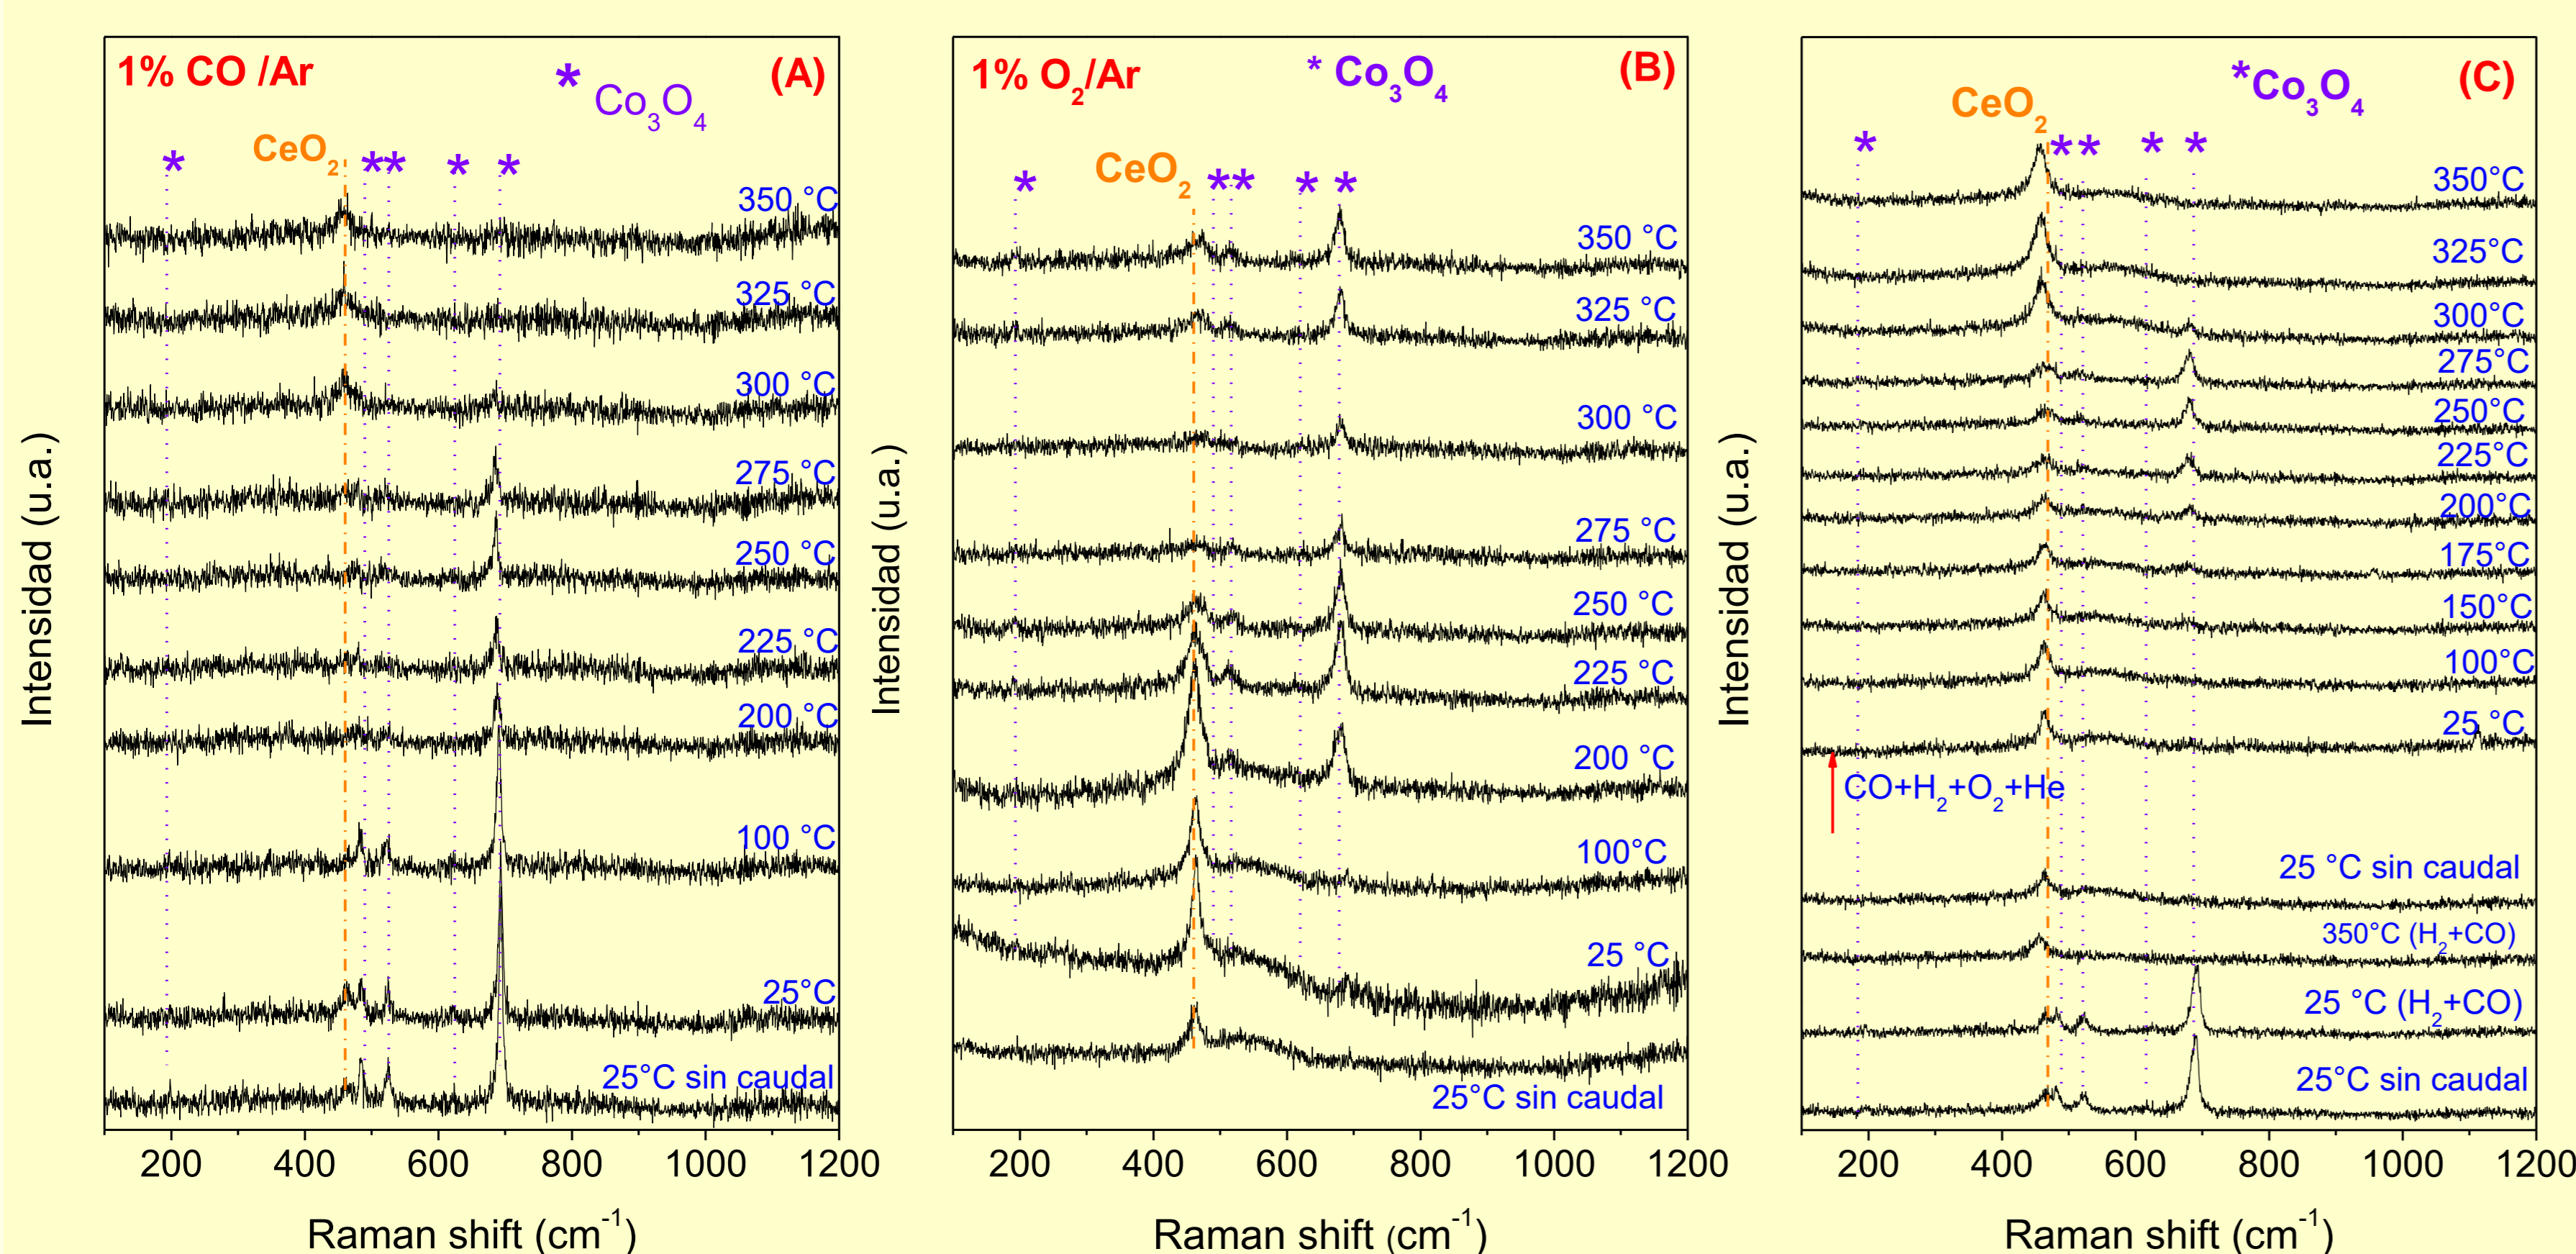 1% CO /Ar
* Co3O4
(A)
CeO2
* ** * *
350 °C
325 °C
300 °C
275 °C
250 °C
225 °C
200 °C
100 °C
25°C
25°C sin caudal
Intensidad (u.a.)
200 400 600 800 1000 1200
Raman shift (cm-1)
1% O2/Ar
* Co3O4
(B)
CeO2
* ** * *
350 °C
325 °C
300 °C
275 °C
250 °C
225 °C
200 °C
100°C
25 °C
25°C sin caudal
Intensidad (u.a.)
200 400 600 800 1000 1200
Raman shift (cm-1)
*Co3O4
(C)
CeO2
* * * * *
350°C
325°C
300°C
275°C
250°C
225°C
200°C
175°C
150°C
100°C
25 °C
CO+H2+O2+He
25 °C sin caudal
350°C (H2+CO)
25 °C (H2+CO)
25°C sin caudal
Intensidad (u.a.)
200 400 600 800 1000 1200
Raman shift (cm-1)